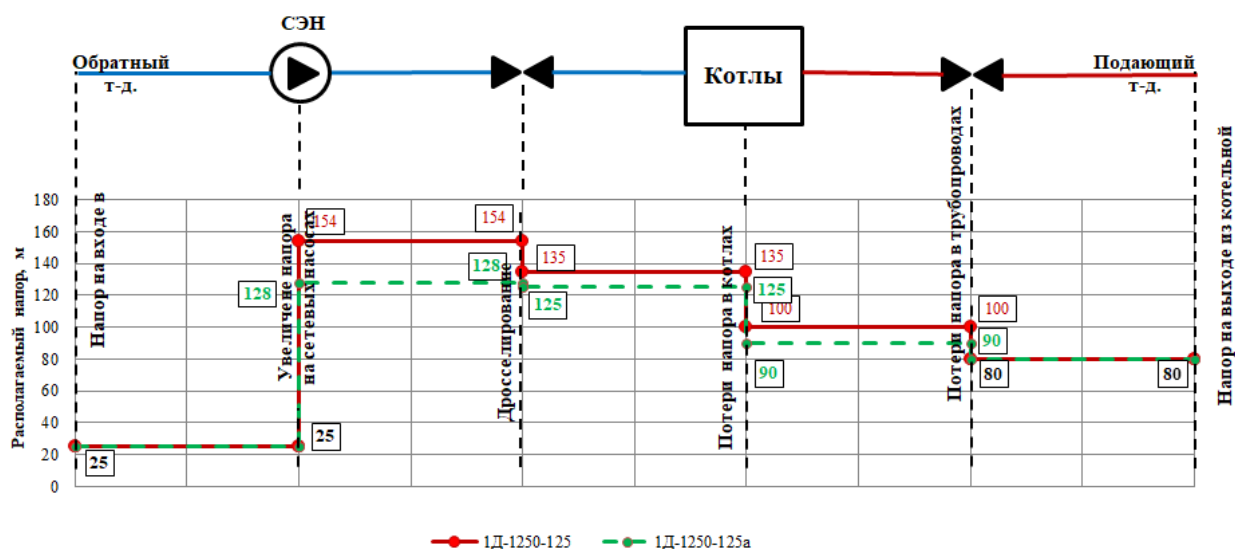 СЭН
Обратный
т-д.
Котлы
Подающий
т-д.
Располагаемый напор, м
180
160
140
120
100
80
60
40
20
0
Напор на входе в
Увеличене напора
на сетевых насосах
Дросселирование
Потери напора в котлах
Потери напора в трубопроводах
Напор на выходе из котельной
25
25
154
128
154
128
135
125
135
125
100
90
100
90
80
80
1Д-1250-125
1Д-1250-125а